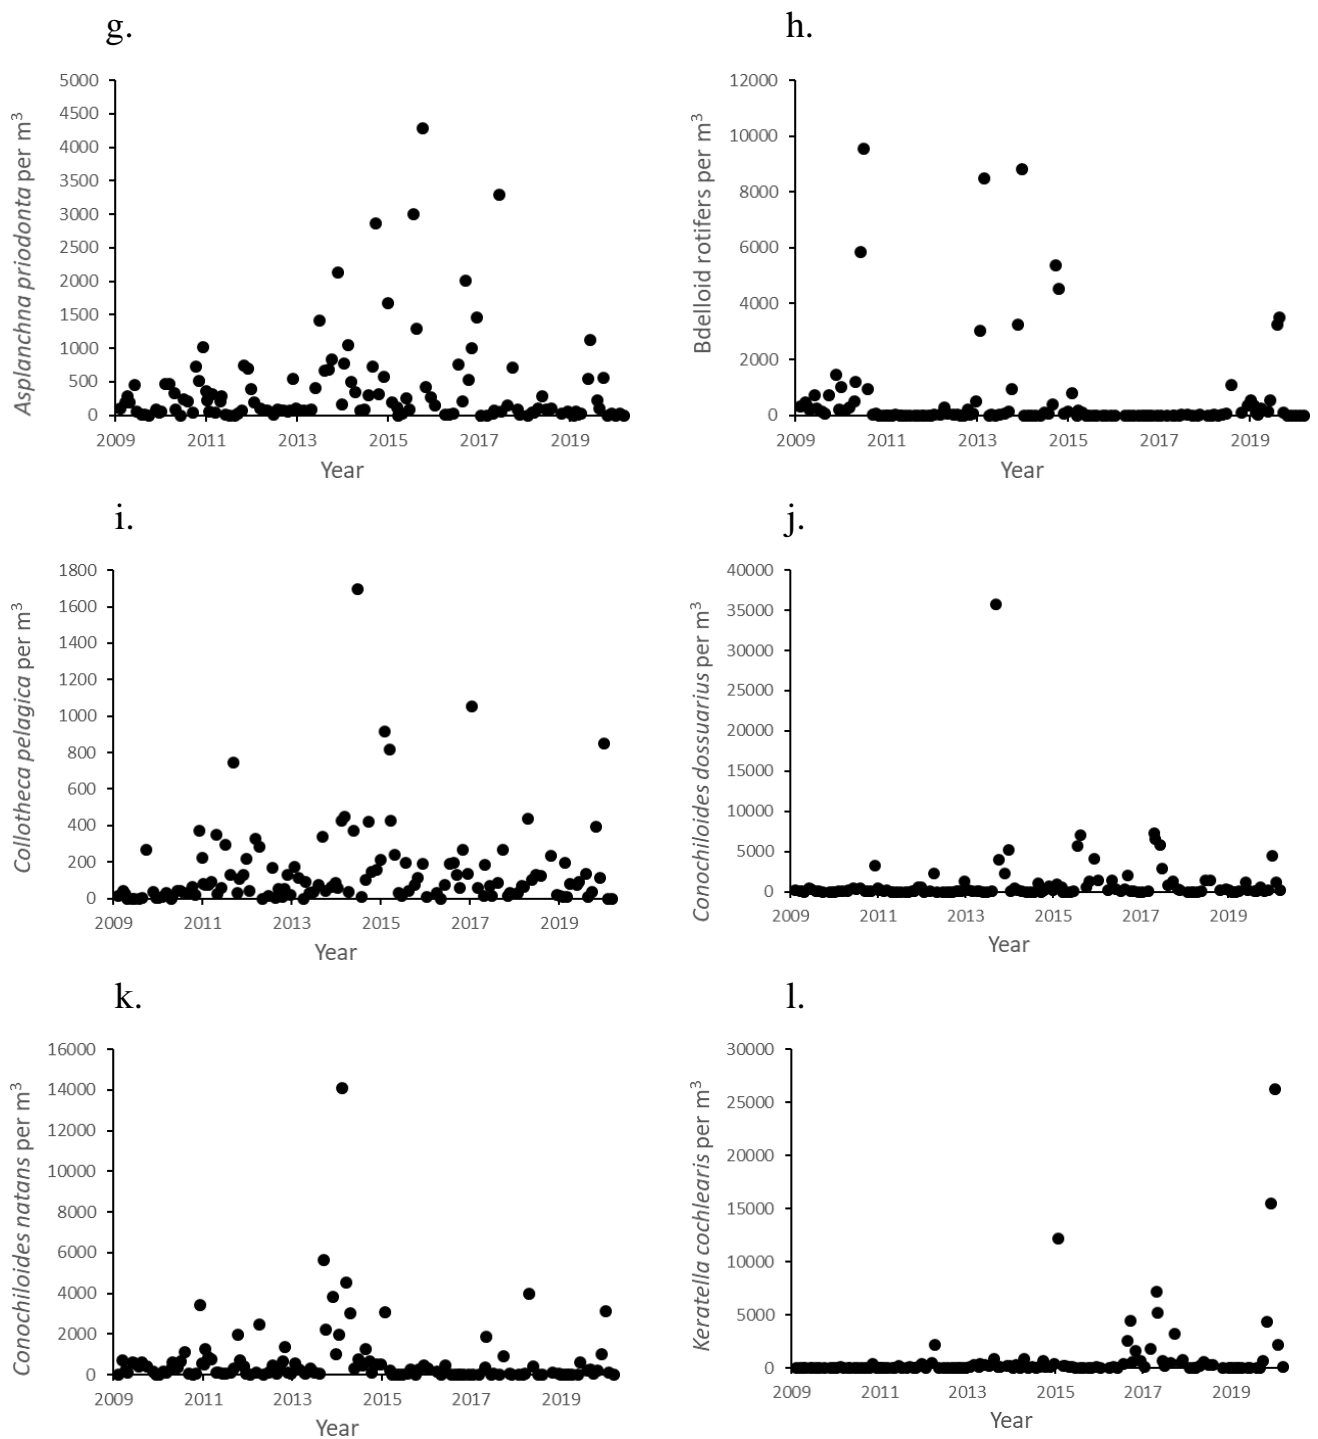 g.
Asplanchna priodonta per m³
5000
4500
4000
3500
3000
2500
2000
1500
1000
500
0
2009 2011 2013 2015 2017 2019
Year
h.
Bdelloid rotifers per m³
12000
10000
8000
6000
4000
2000
0
2009 2011 2013 2015 2017 2019
Year
i.
Collotheca pelagica per m³
1800
1600
1400
1200
1000
800
600
400
200
0
2009 2011 2013 2015 2017 2019
Year
j.
Conochiloides dossuarius per m³
40000
35000
30000
25000
20000
15000
10000
5000
0
2009 2011 2013 2015 2017 2019
Year
k.
Conochiloides natans per m³
16000
14000
12000
10000
8000
6000
4000
2000
0
2009 2011 2013 2015 2017 2019
Year
l.
Keratella cochlearis per m³
30000
25000
20000
15000
10000
5000
0
2009 2011 2013 2015 2017 2019
Year